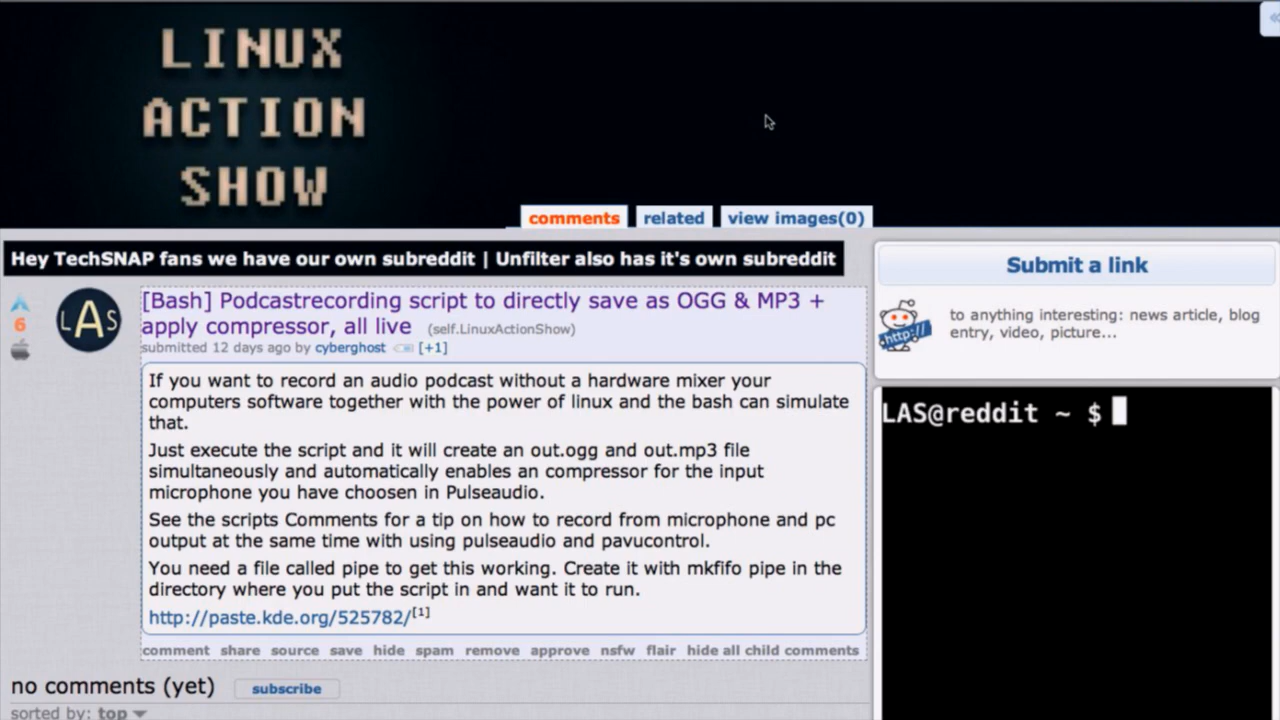 LINUX
ACTION
SHOW
comments
related
view images(0)
Hey TechSNAP fans we have our own subreddit | Unfilter also has it's own subreddit
Submit a link
http://
to anything interesting: news article, blog
entry, video, picture...
6
LAS
[Bash] Podcastrecording script to directly save as OGG & MP3 +
apply compressor, all live (self.LinuxActionShow)
submitted 12 days ago by cyberghost [+1]
If you want to record an audio podcast without a hardware mixer your
computers software together with the power of linux and the bash can simulate
that.
Just execute the script and it will create an out.ogg and out.mp3 file
simultaneously and automatically enables an compressor for the input
microphone you have choosen in Pulseaudio.
See the scripts Comments for a tip on how to record from microphone and pc
output at the same time with using pulseaudio and pavucontrol.
You need a file called pipe to get this working. Create it with mkfifo pipe in the
directory where you put the script in and want it to run.
http://paste.kde.org/525782/[1]
comment share source save hide spam remove approve nsfw flair hide all child comments
no comments (yet) subscribe
sorted by: top
LAS@reddit ~ $